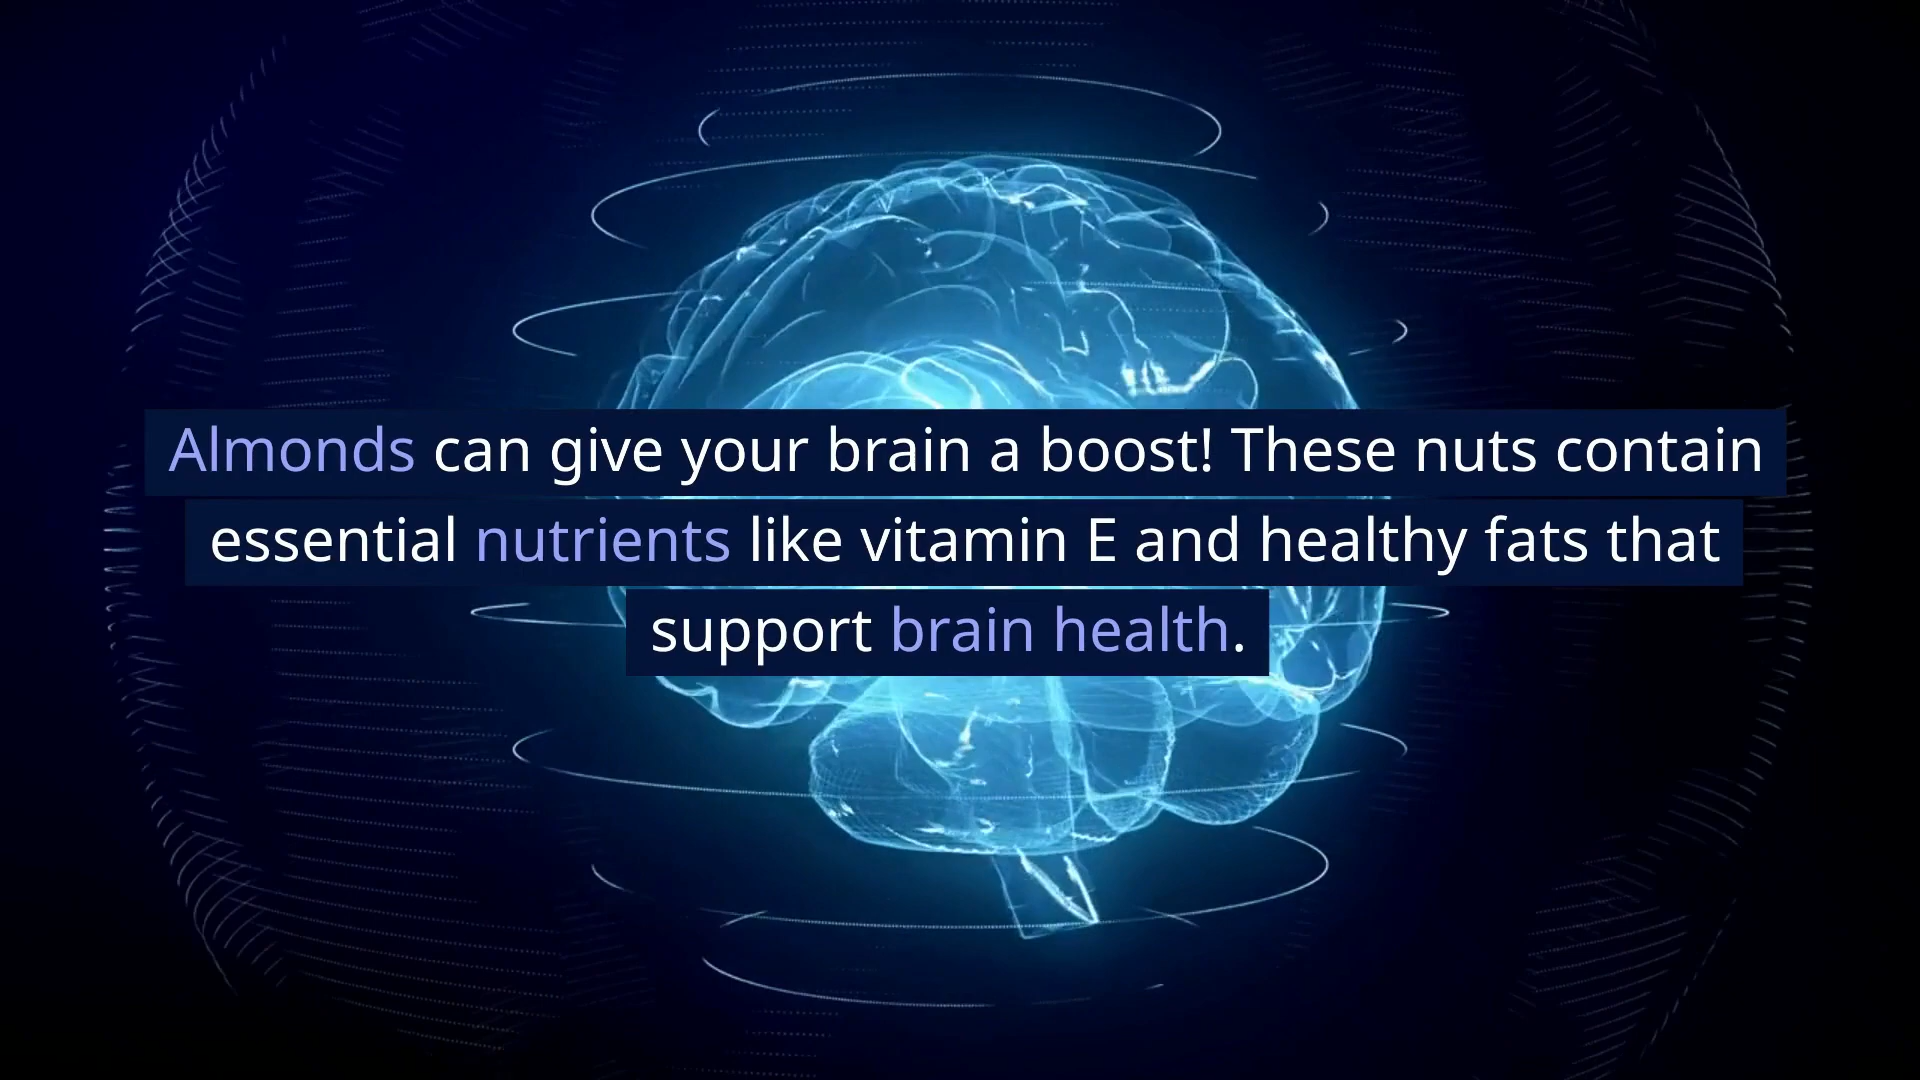 Almonds can give your brain a boost! These nuts contain
essential nutrients like vitamin E and healthy fats that
support brain health.